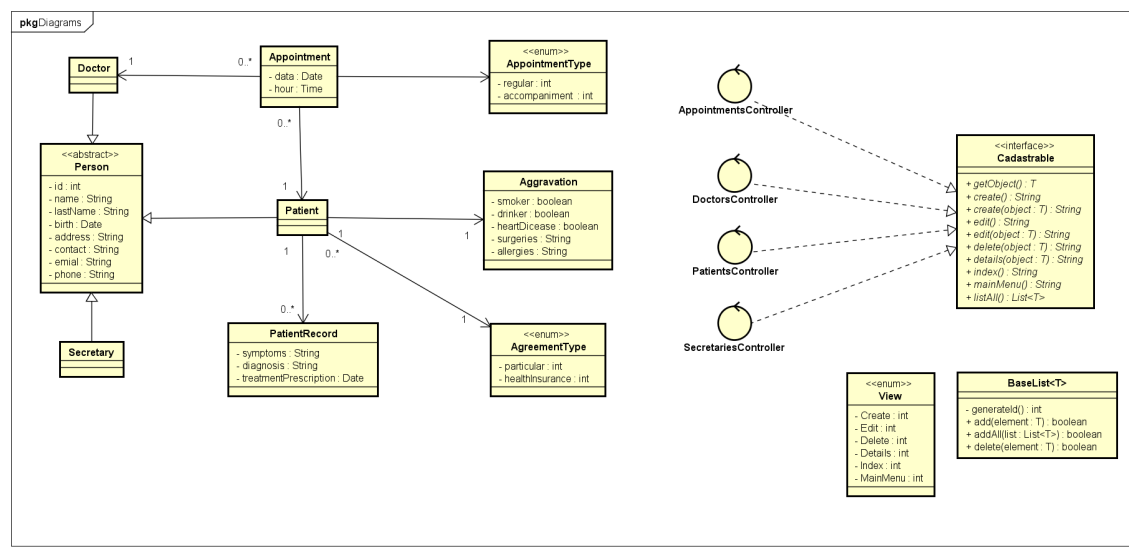 pkg Diagrams
Doctor
1
0..*
Appointment
- data : Date
- hour : Time
<<enum>>
AppointmentType
- regular : int
- accompaniment : int
0..*
1
<<abstract>>
Person
- id : int
- name : String
- lastName : String
- birth : Date
- address : String
- contact : String
- emial : String
- phone : String
Patient
1
0..*
1
Aggravation
- smoker : boolean
- drinker : boolean
- heartDicease : boolean
- surgeries : String
- allergies : String
0..*
1
Secretary
PatientRecord
- symptoms : String
- diagnosis : String
- treatmentPrescription : Date
<<enum>>
AgreementType
- particular : int
- healthInsurance : int
AppointmentsController
DoctorsController
PatientsController
SecretariesController
<<interface>>
Cadastrable
+ getObject() : T
+ create() : String
+ create(object : T) : String
+ edit() : String
+ edit(object : T) : String
+ delete(object : T) : String
+ details(object : T) : String
+ index() : String
+ mainMenu() : String
+ listAll() : List<T>
<<enum>>
View
- Create : int
- Edit : int
- Delete : int
- Details : int
- Index : int
- MainMenu : int
BaseList<T>
- generateId() : int
+ add(element : T) : boolean
+ addAll(list : List<T>) : boolean
+ delete(element : T) : boolean